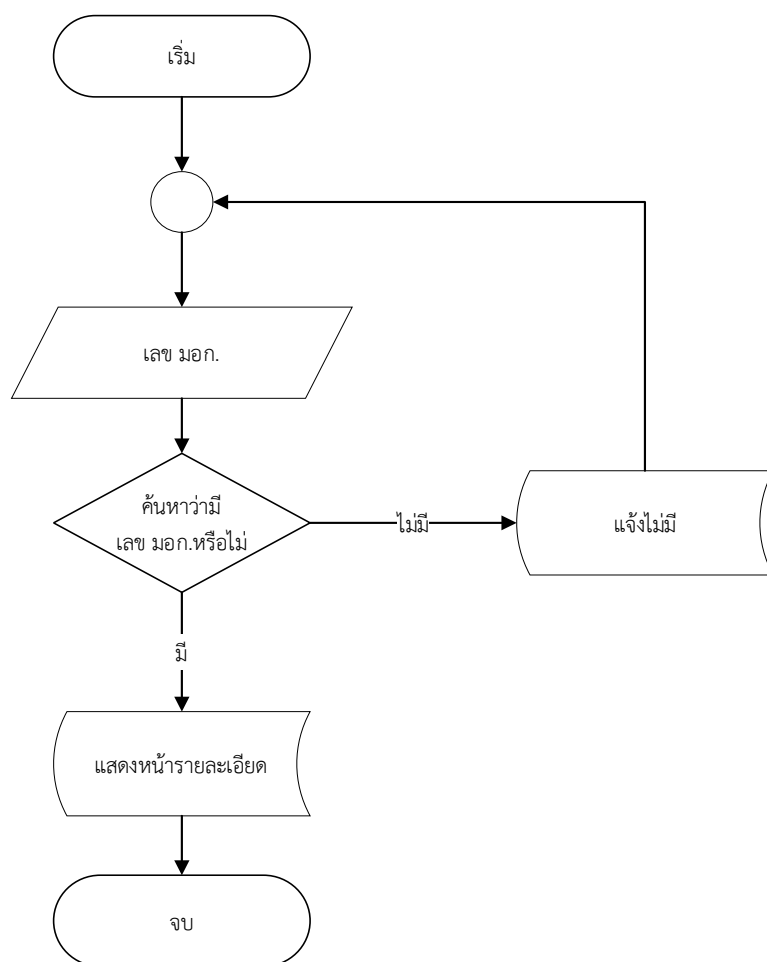 เริ่ม
เลข มอก.
ค้นหาว่ามี
เลข มอก.หรือไม่
ไม่มี
แจ้งไม่มี
มี
แสดงหน้ารายละเอียด
จบ